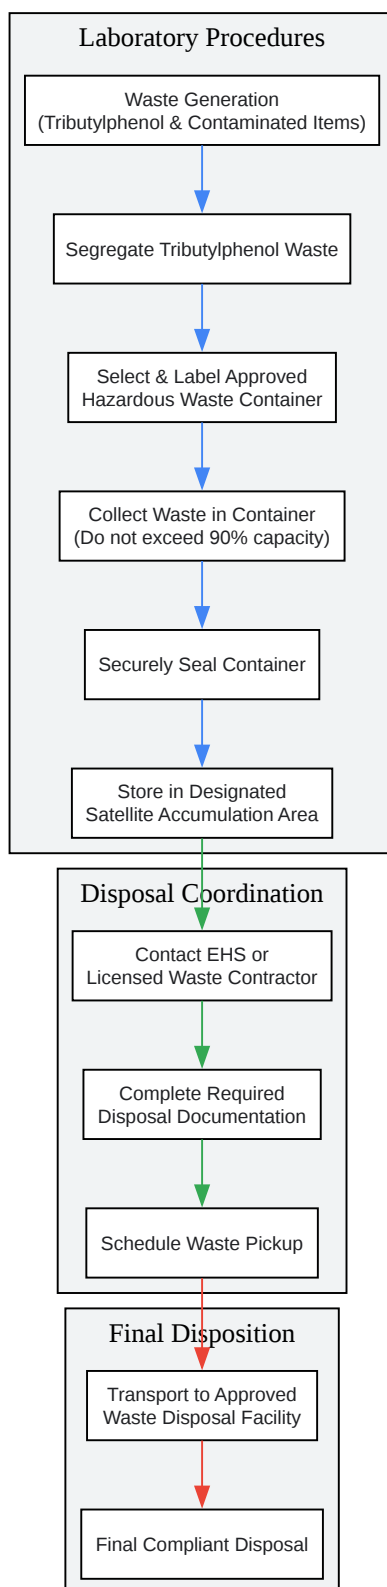 Laboratory Procedures
Waste Generation
(Tributylphenol & Contaminated Items)
Segregate Tributylphenol Waste
Select & Label Approved
Hazardous Waste Container
Collect Waste in Container
(Do not exceed 90% capacity)
Securely Seal Container
Store in Designated
Satellite Accumulation Area
Disposal Coordination
Contact EHS or
Licensed Waste Contractor
Complete Required
Disposal Documentation
Schedule Waste Pickup
Final Disposition
Transport to Approved
Waste Disposal Facility
Final Compliant Disposal